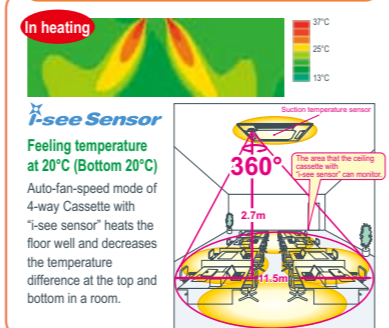 In heating
37°C
25°C
13°C
i-see Sensor
Feeling temperature
at 20°C (Bottom 20°C)
Auto-fan-speed mode of
4-way Cassette with
“i-see sensor” heats the
floor well and decreases
the temperature
difference at the top and
bottom in a room.
Suction temperature sensor
360°
The area that the ceiling
cassette with
“i-see sensor” can monitor.
2.7m
11.5m